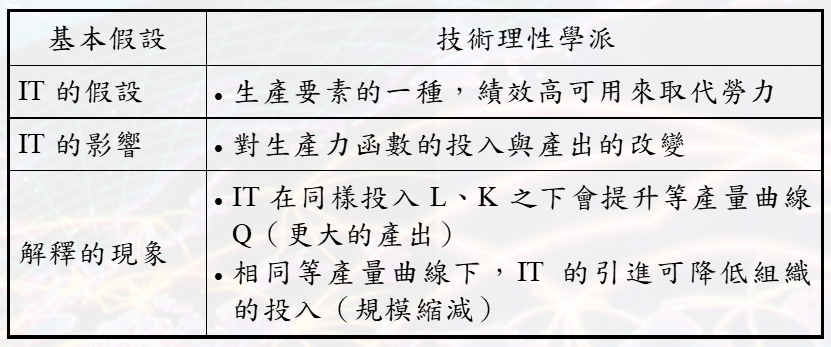 基本假設
技術理性學派
IT 的假設
• 生產要素的一種，績效高可用來取代勞力
IT 的影響
• 對生產力函數的投入與產出的改變
解釋的現象
• IT 在同樣投入 L、K 之下會提升等產量曲線
Q（更大的產出）
• 相同等產量曲線下，IT 的引進可降低組織
的投入（規模縮減）